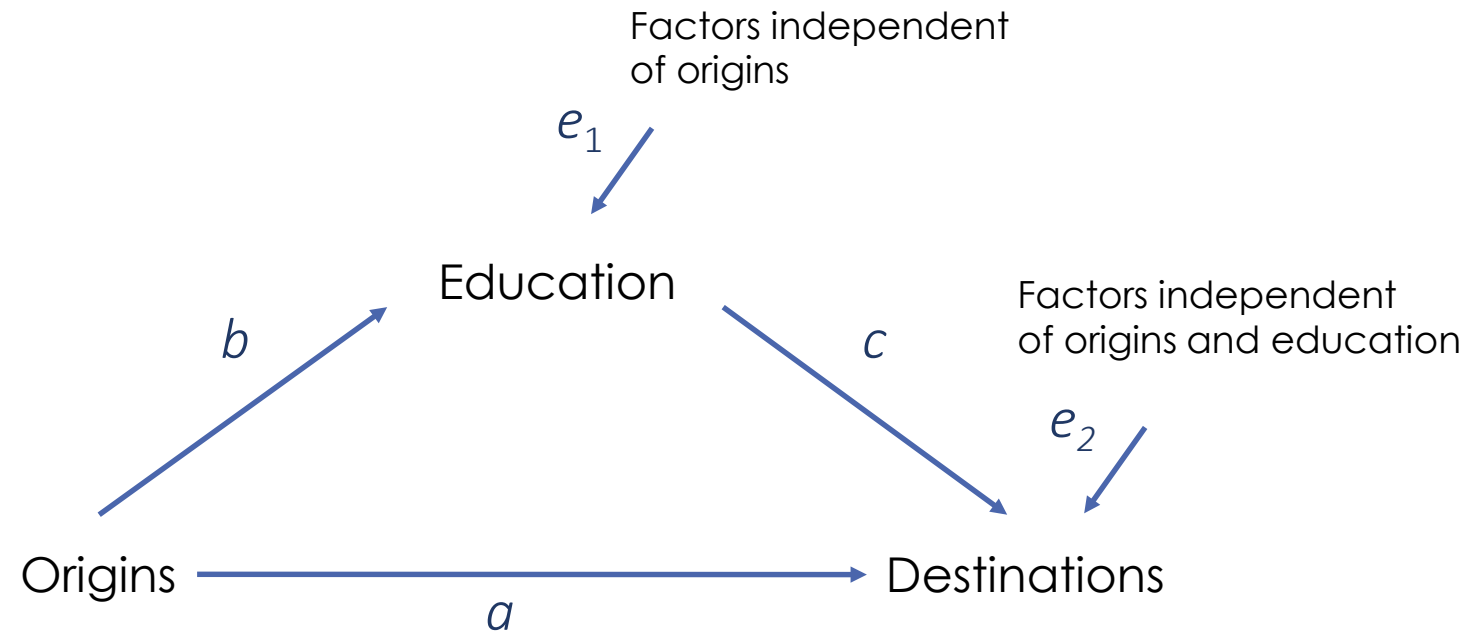 Factors independent
of origins
e1
Education
Factors independent
of origins and education
b
c
e2
Origins
Destinations
a